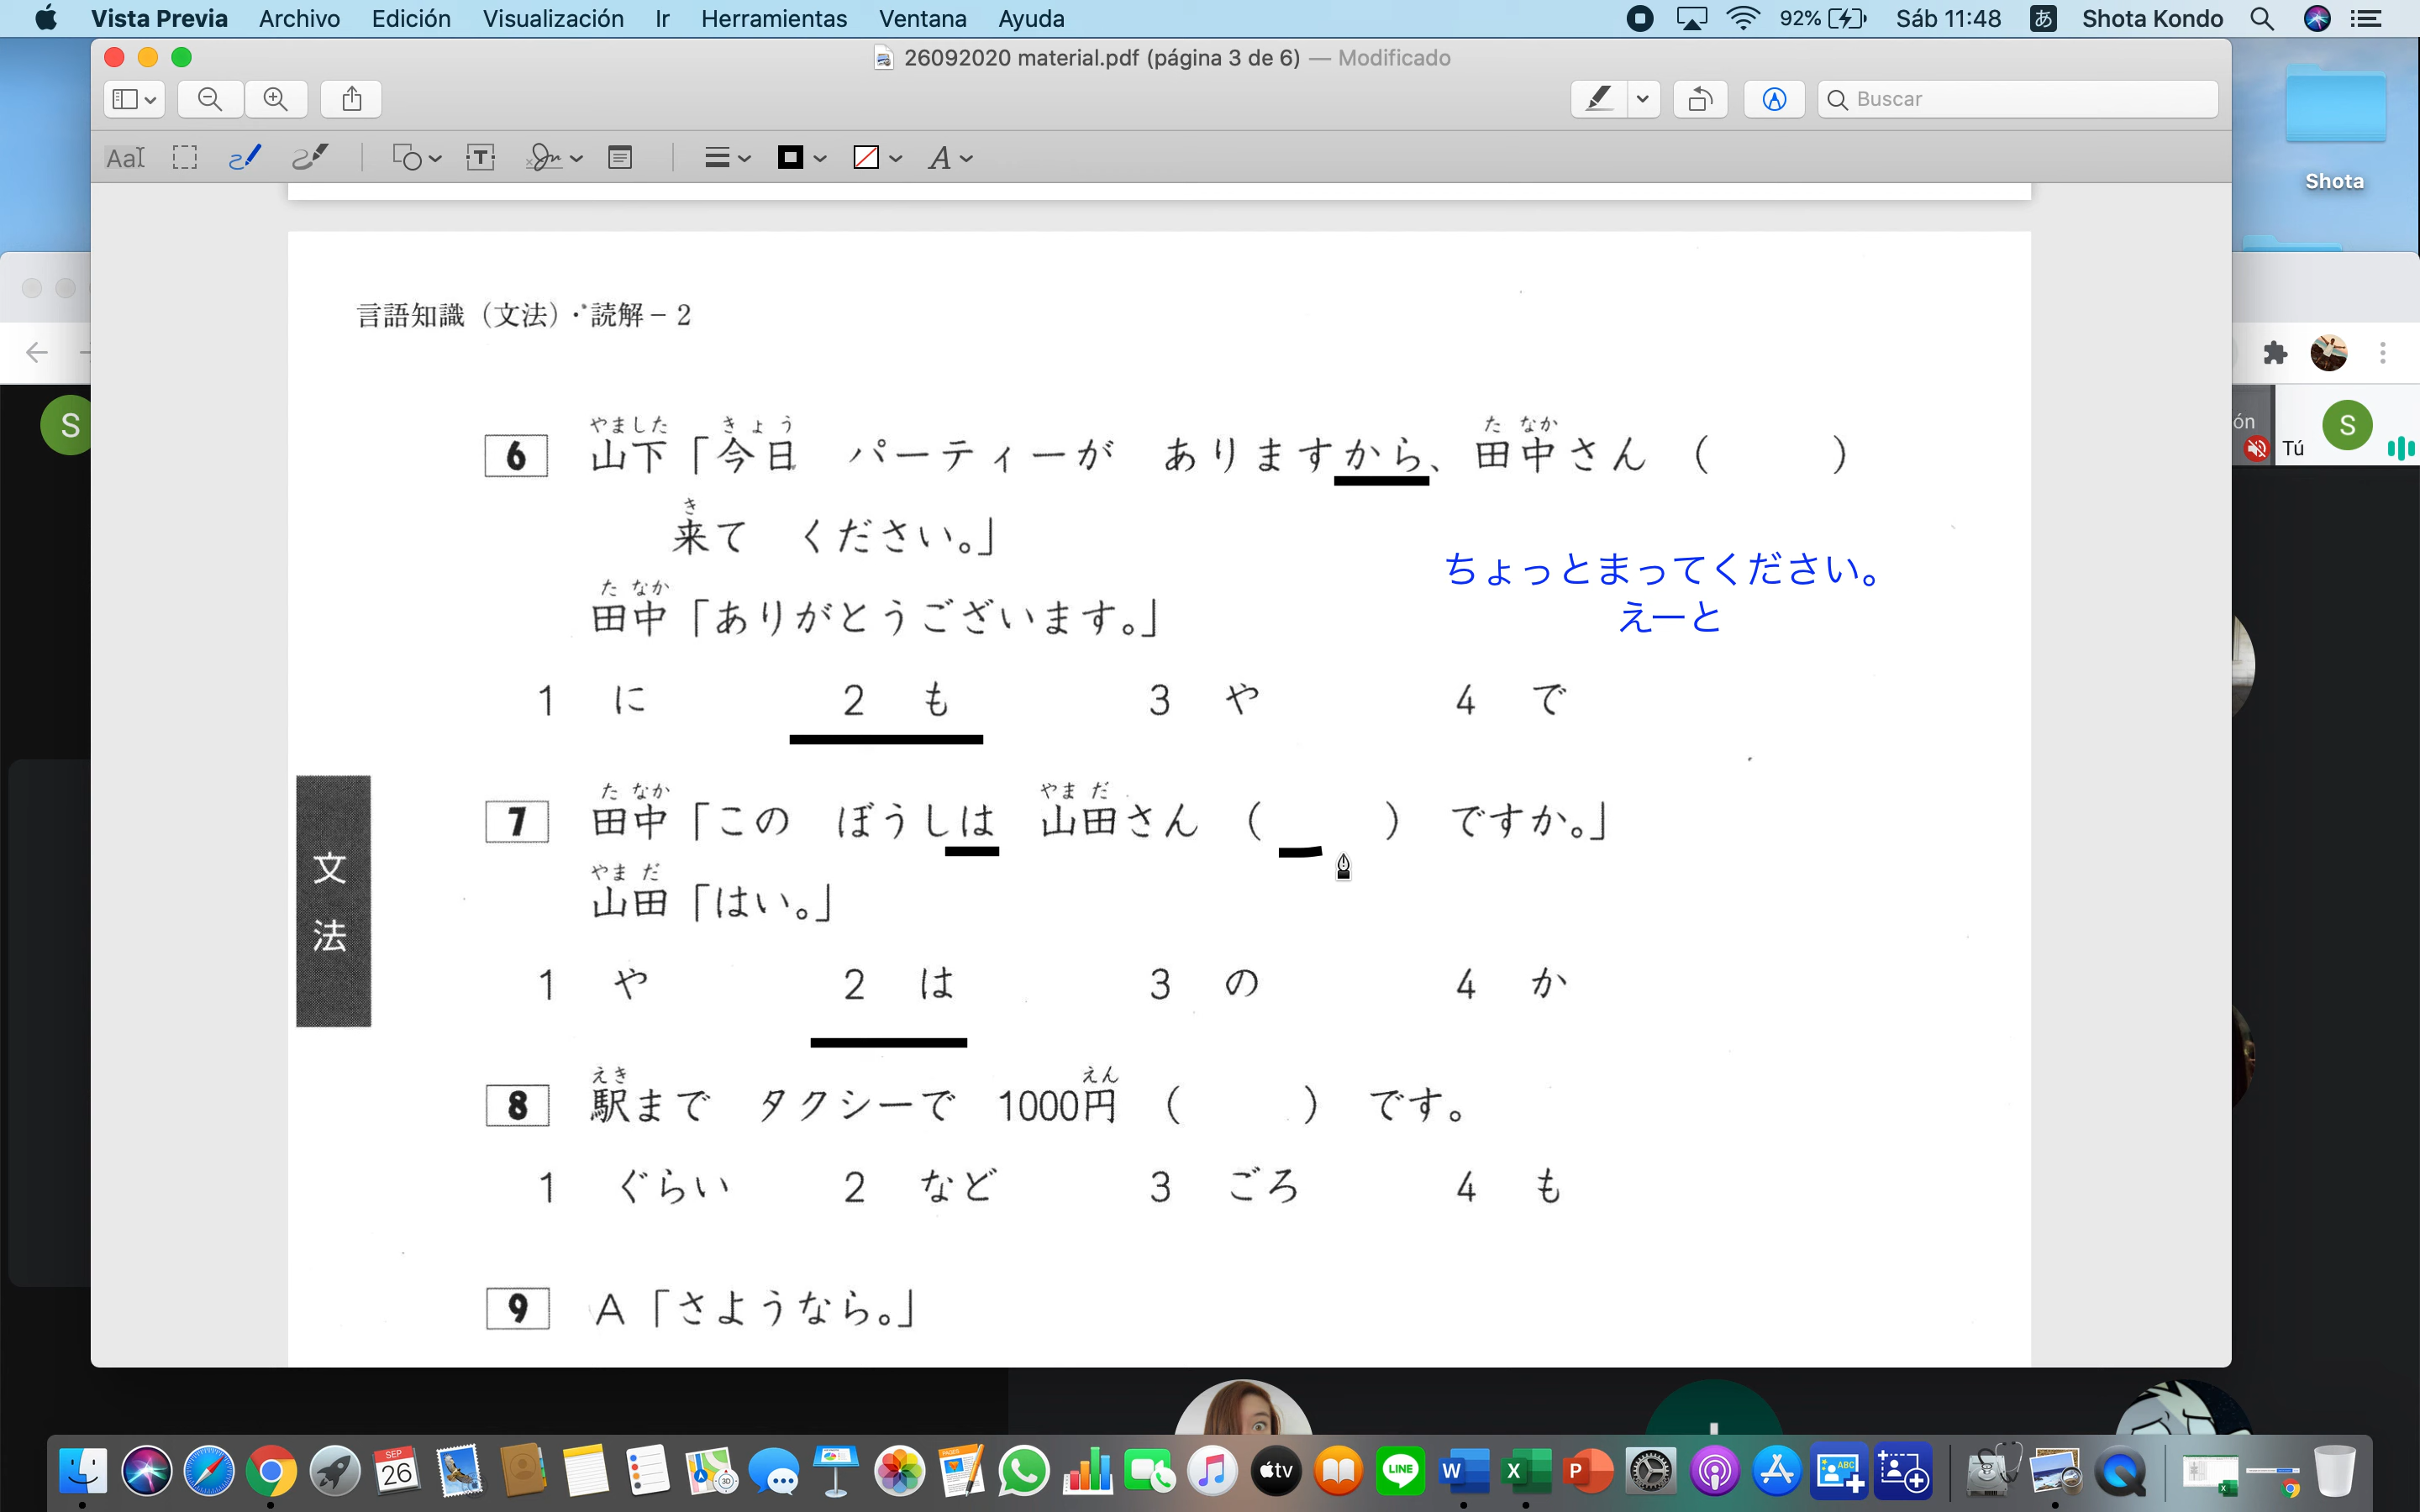 Vista Previa Archivo Edición Visualización Ir Herramientas Ventana Ayuda 92% Sáb 11:48 あ Shota Kondo
26092020 material.pdf (página 3 de 6) — Modificado
Buscar
Shota
言語知識（文法）・読解－2
やました きょう た なか
6 山下「今日 パーティーが ありますから、田中さん （ ）
き
来て ください。」
ちょっとまってください。
えーと
た なか
田中「ありがとうございます。」
1 に 2 も 3 や 4 で
た なか やま だ
7 田中「この ぼうしは 山田さん （ ） ですか。」
やま だ
山田「はい。」
1 や 2 は 3 の 4 か
えき えん
8 駅まで タクシーで 1000円 （ ） です。
1 ぐらい 2 など 3 ごろ 4 も
9 A「さようなら。」
文法
S
ón
Tú
S
SEP
26
PAGES
tv
LINE
W
X
P
ABC